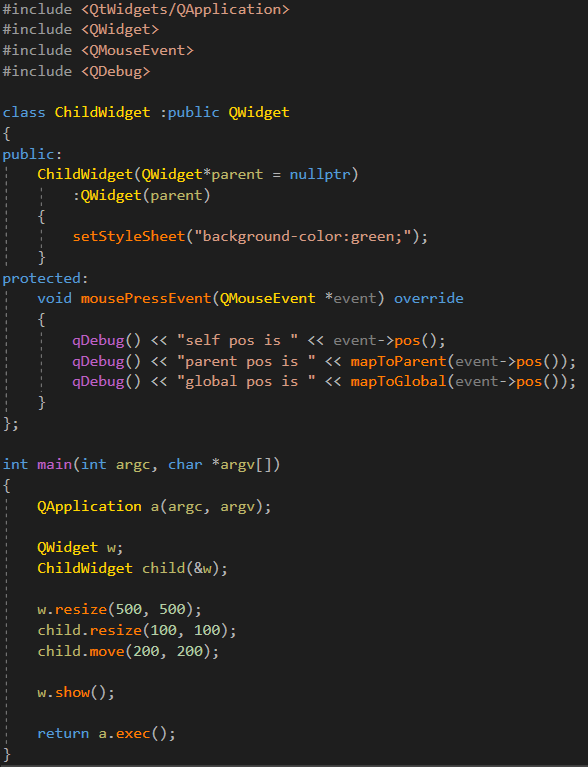 #include <QtWidgets/QApplication>
#include <QWidget>
#include <QMouseEvent>
#include <QDebug>

class ChildWidget :public QWidget
{
public:
    ChildWidget(QWidget*parent = nullptr)
        :QWidget(parent)
    {
        setStyleSheet("background-color:green;");
    }
protected:
    void mousePressEvent(QMouseEvent *event) override
    {
        qDebug() << "self pos is " << event->pos();
        qDebug() << "parent pos is " << mapToParent(event->pos());
        qDebug() << "global pos is " << mapToGlobal(event->pos());
    }
};

int main(int argc, char *argv[])
{
    QApplication a(argc, argv);

    QWidget w;
    ChildWidget child(&w);

    w.resize(500, 500);
    child.resize(100, 100);
    child.move(200, 200);

    w.show();

    return a.exec();
}